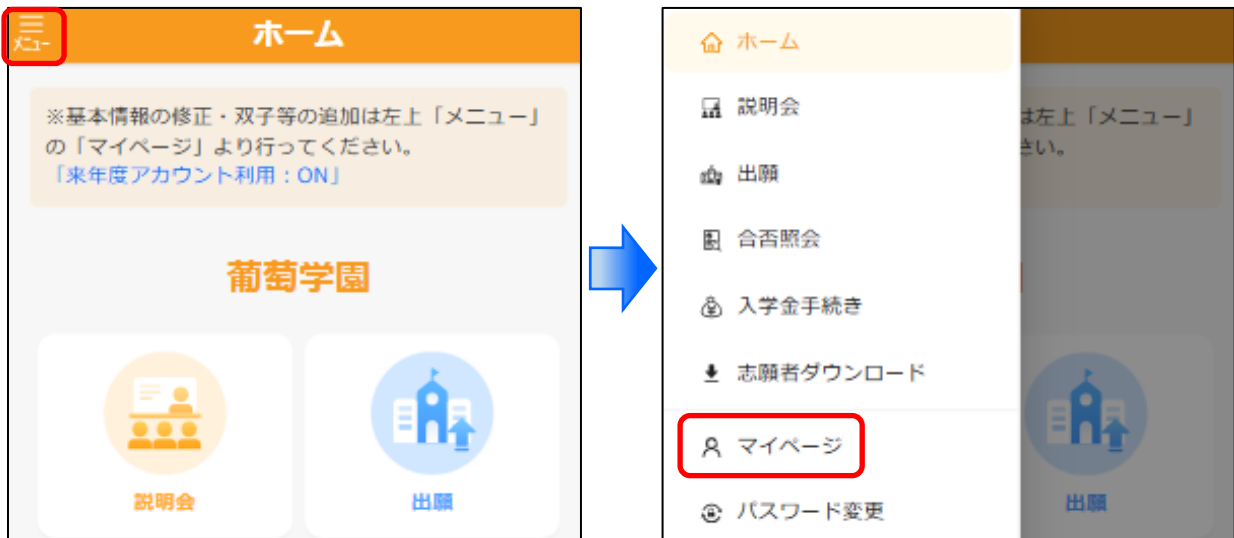 メニュー
ホーム
※基本情報の修正・双子等の追加は左上「メニュー」
の「マイページ」より行ってください。
「来年度アカウント利用：ON」
葡萄学園
説明会
出願
ホーム
説明会
出願
合否照会
入学金手続き
志願者ダウンロード
マイページ
パスワード変更
は左上「メニュー」
さい。
出願